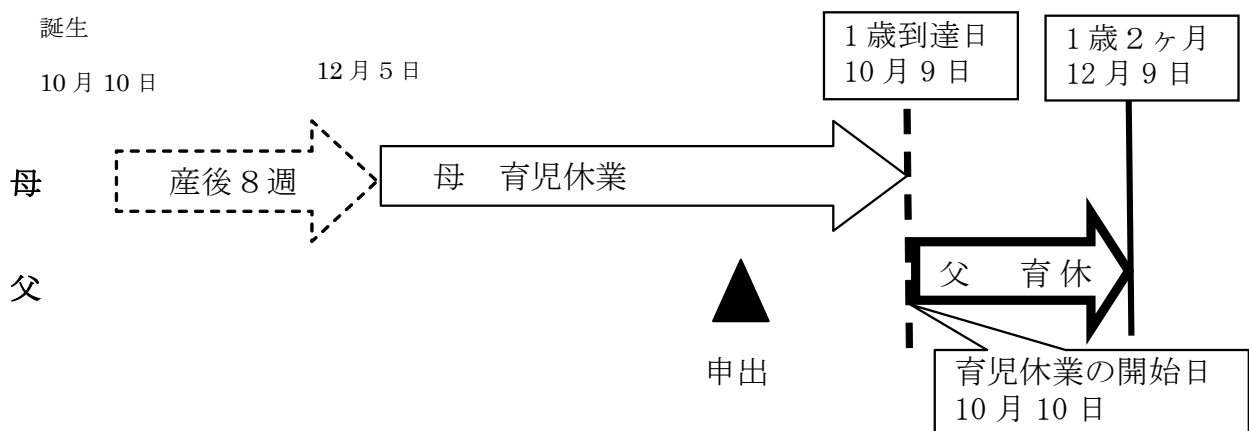 誕生
10月10日
12月5日
1歳到達日
10月9日
1歳2ヶ月
12月9日
母
産後8週
母 育児休業
父
父 育休
申出
育児休業の開始日
10月10日